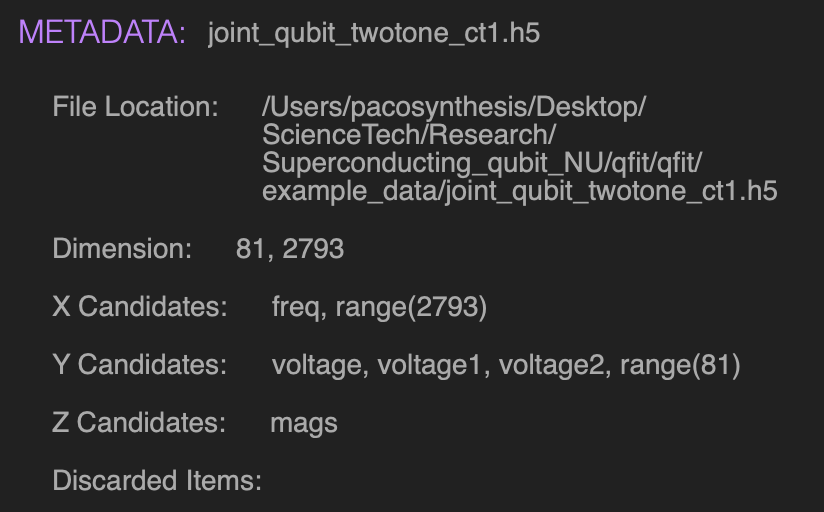 METADATA: joint_qubit_twotone_ct1.h5
File Location: /Users/pacosynthesis/Desktop/
ScienceTech/Research/
Superconducting_qubit_NU/qfit/qfit/
example_data/joint_qubit_twotone_ct1.h5
Dimension: 81, 2793
X Candidates: freq, range(2793)
Y Candidates: voltage, voltage1, voltage2, range(81)
Z Candidates: mags
Discarded Items: